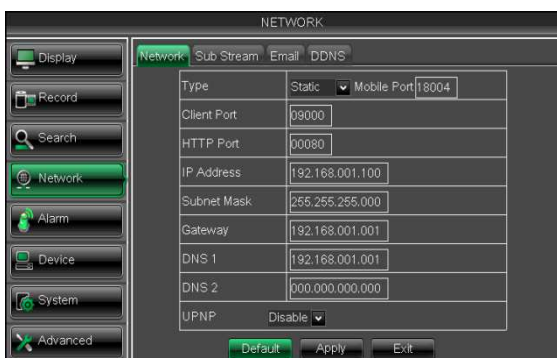 NETWORK
Display
Record
Search
Network
Alarm
Device
System
Advanced
Network Sub Stream Email DDNS
Type Static Mobile Port 18004
Client Port 09000
HTTP Port 00080
IP Address 192.168.001.100
Subnet Mask 255.255.255.000
Gateway 192.168.001.001
DNS 1 192.168.001.001
DNS 2 000.000.000.000
UPNP Disable
Default Apply Exit